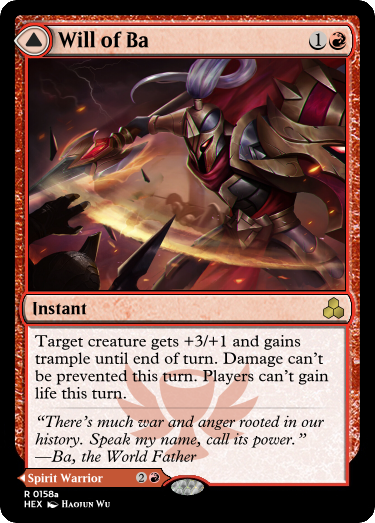 Will of Ba
1
Instant
Target creature gets +3/+1 and gains
trample until end of turn. Damage can't
be prevented this turn. Players can't gain
life this turn.
“There's much war and anger rooted in our
history. Speak my name, call its power.”
—Ba, the World Father
Spirit Warrior 2
R 0158a
HEX Haojun Wu